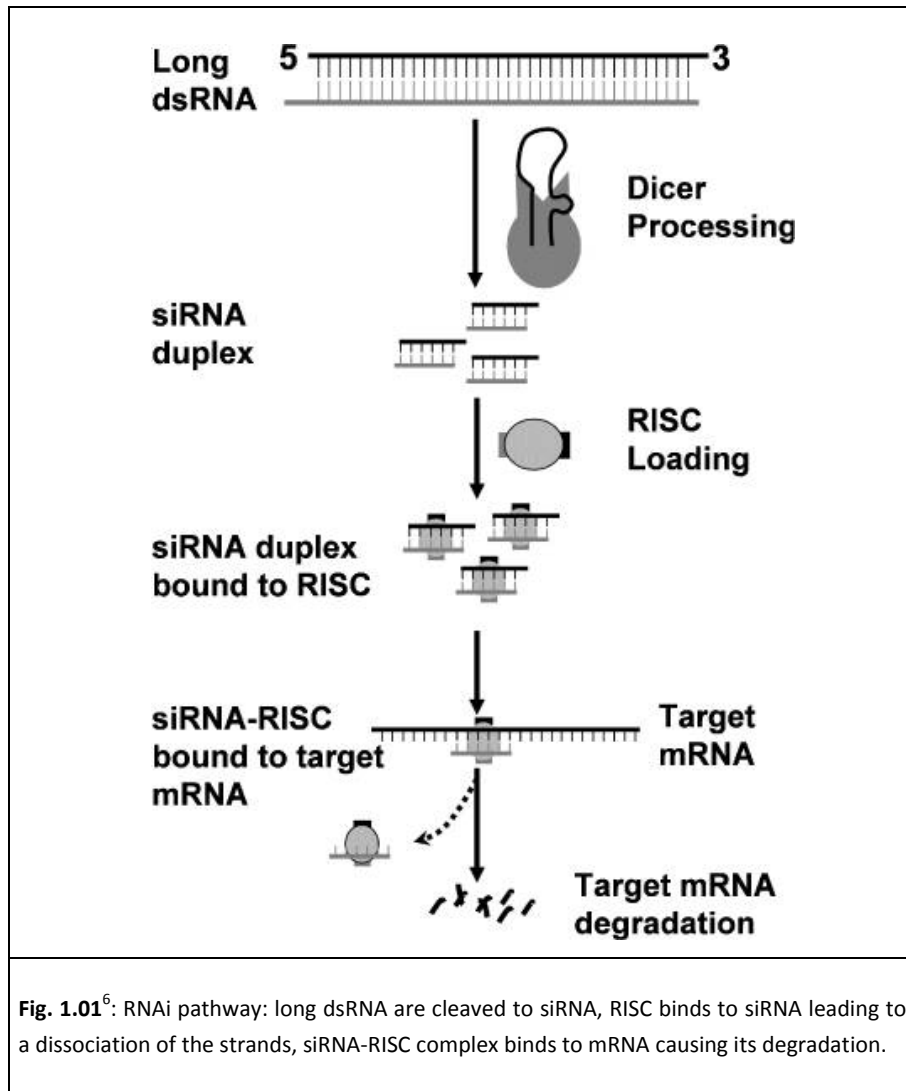 Long
dsRNA
5
3
Dicer
Processing
siRNA
duplex
RISC
Loading
siRNA duplex
bound to RISC
siRNA-RISC
bound to target
mRNA
Target
mRNA
Target mRNA
degradation
Fig. 1.01⁶: RNAi pathway: long dsRNA are cleaved to siRNA, RISC binds to siRNA leading to
a dissociation of the strands, siRNA-RISC complex binds to mRNA causing its degradation.